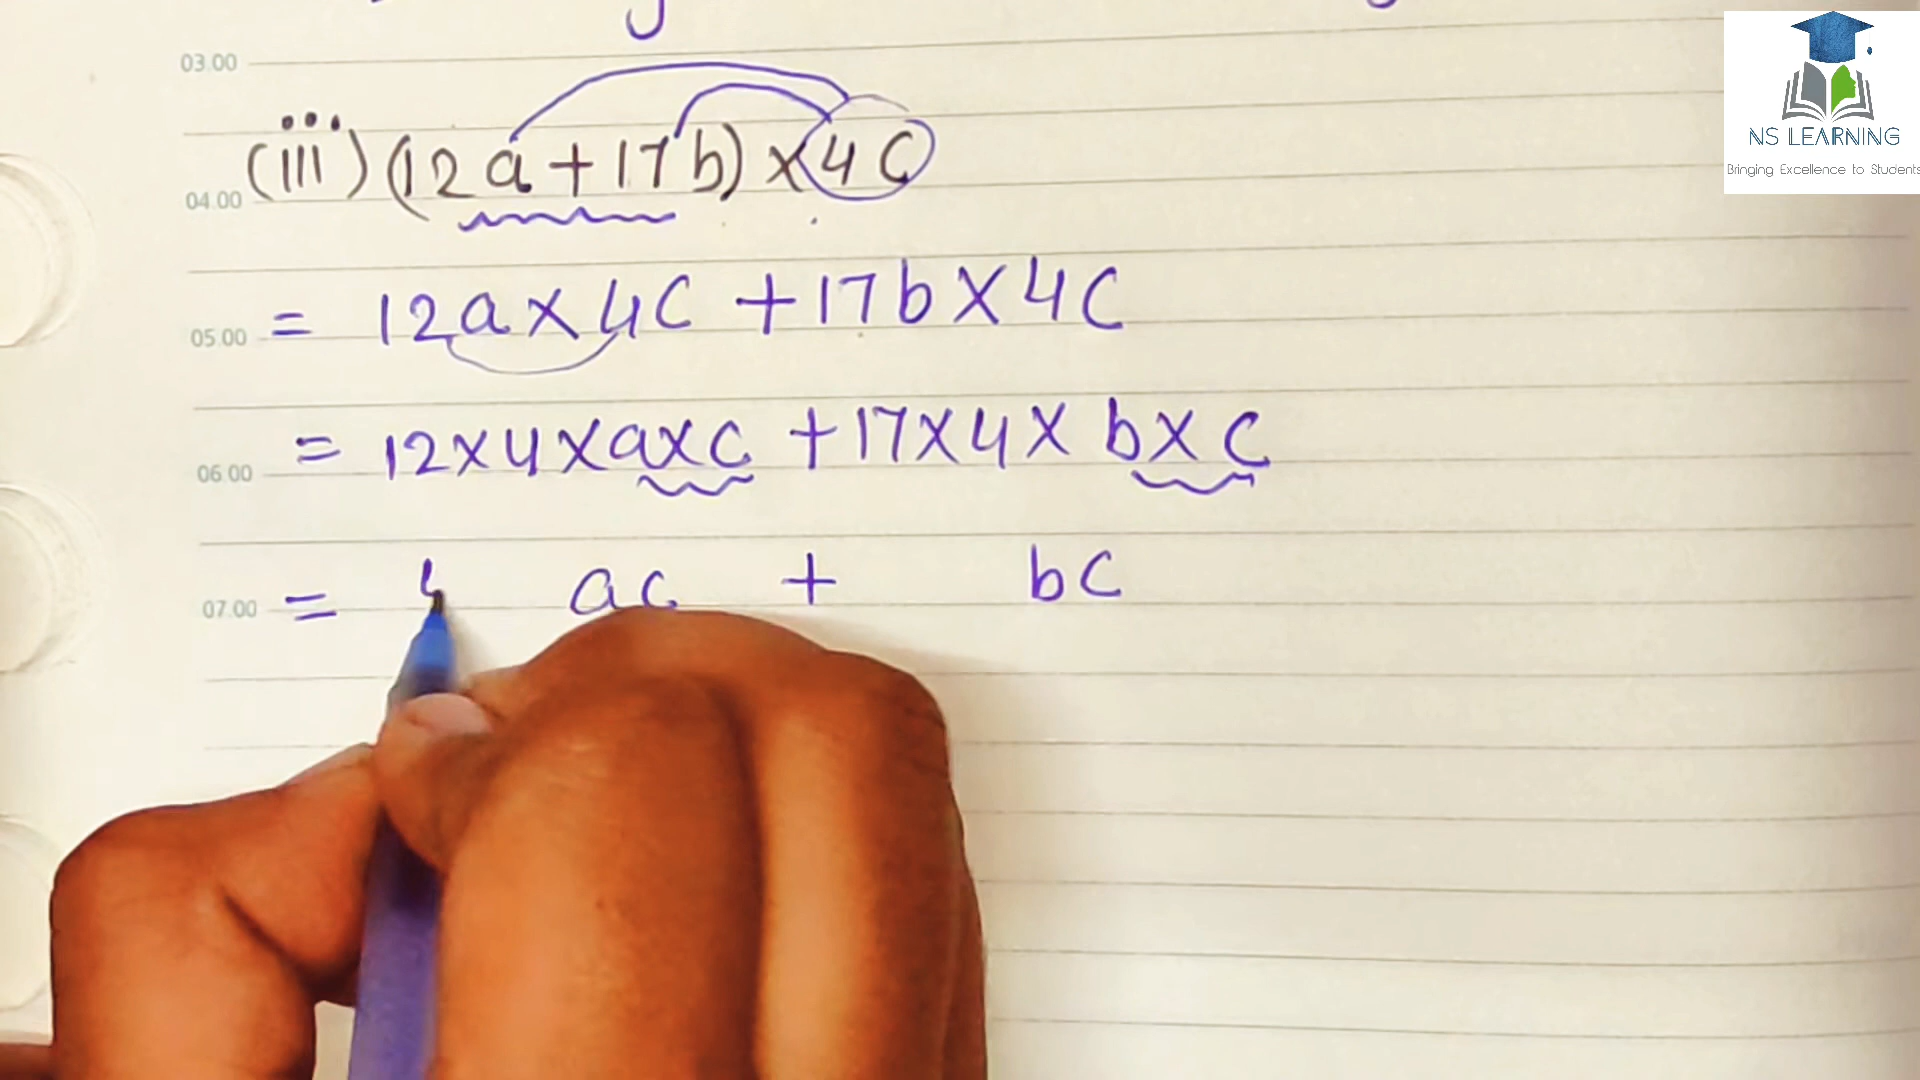 03.00
NS LEARNING
Bringing Excellence to Students
(iii) (12a+17b)×4C
04.00
= 12a×4C +17b×4C
05.00
= 12×4×a×c +17×4×b×c
06.00
= 4 ac + bc
07.00